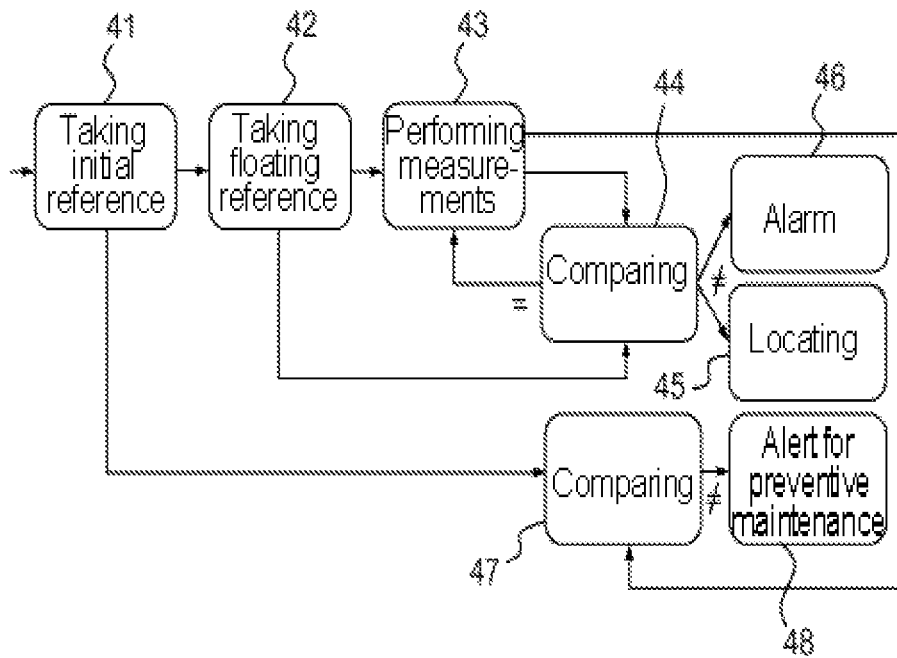 41
42
43
44
46
Taking
initial
reference
Taking
floating
reference
Performing
measure-
ments
Comparing
=
≠
Alarm
Locating
45
Comparing
≠
Alert for
preventive
maintenance
47
48